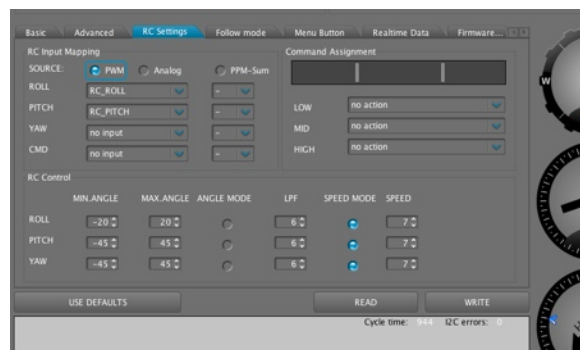 Basic Advanced RC Settings Follow mode Menu Button Realtime Data Firmware...
RC Input Mapping
SOURCE: PWM Analog PPM-Sum
ROLL RC_ROLL -
PITCH RC_PITCH -
YAW no input -
CMD no input -
Command Assignment
LOW no action
MID no action
HIGH no action
RC Control
MIN.ANGLE MAX.ANGLE ANGLE MODE LPF SPEED MODE SPEED
ROLL -20 20 6 7
PITCH -45 45 6 7
YAW -45 45 6 7
USE DEFAULTS READ WRITE
Cycle time: 944 I2C errors: 0
W